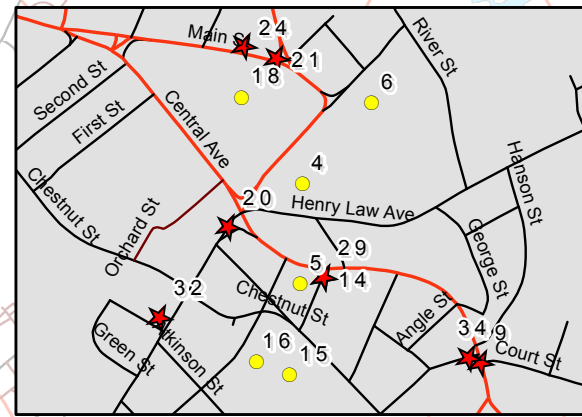 24
Main St
21
18
River St
6
Second St
First St
Central Ave
4
Hanson St
Chestnut St
20
Henry Law Ave
Orchard St
George St
29
5
14
32
Chestnut St
Angle St
Green St
Atkinson St
16
15
34
9
Court St